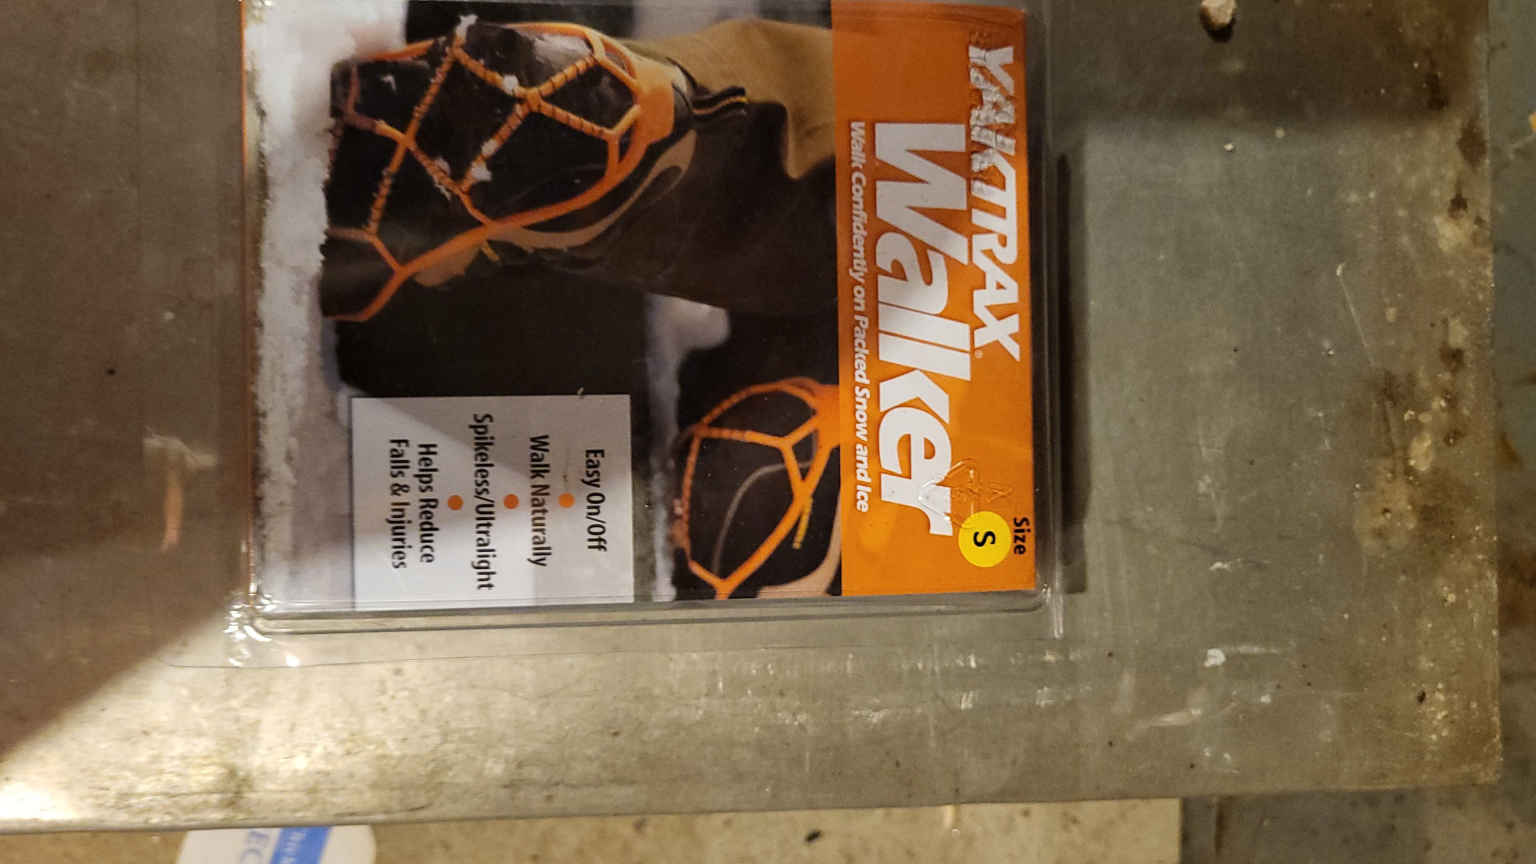 YAKTRAX®
Walker
Walk Confidently on Packed Snow and Ice
Size
S
Easy On/Off
Walk Naturally
Spikeless/Ultralight
Helps Reduce
Falls & Injuries